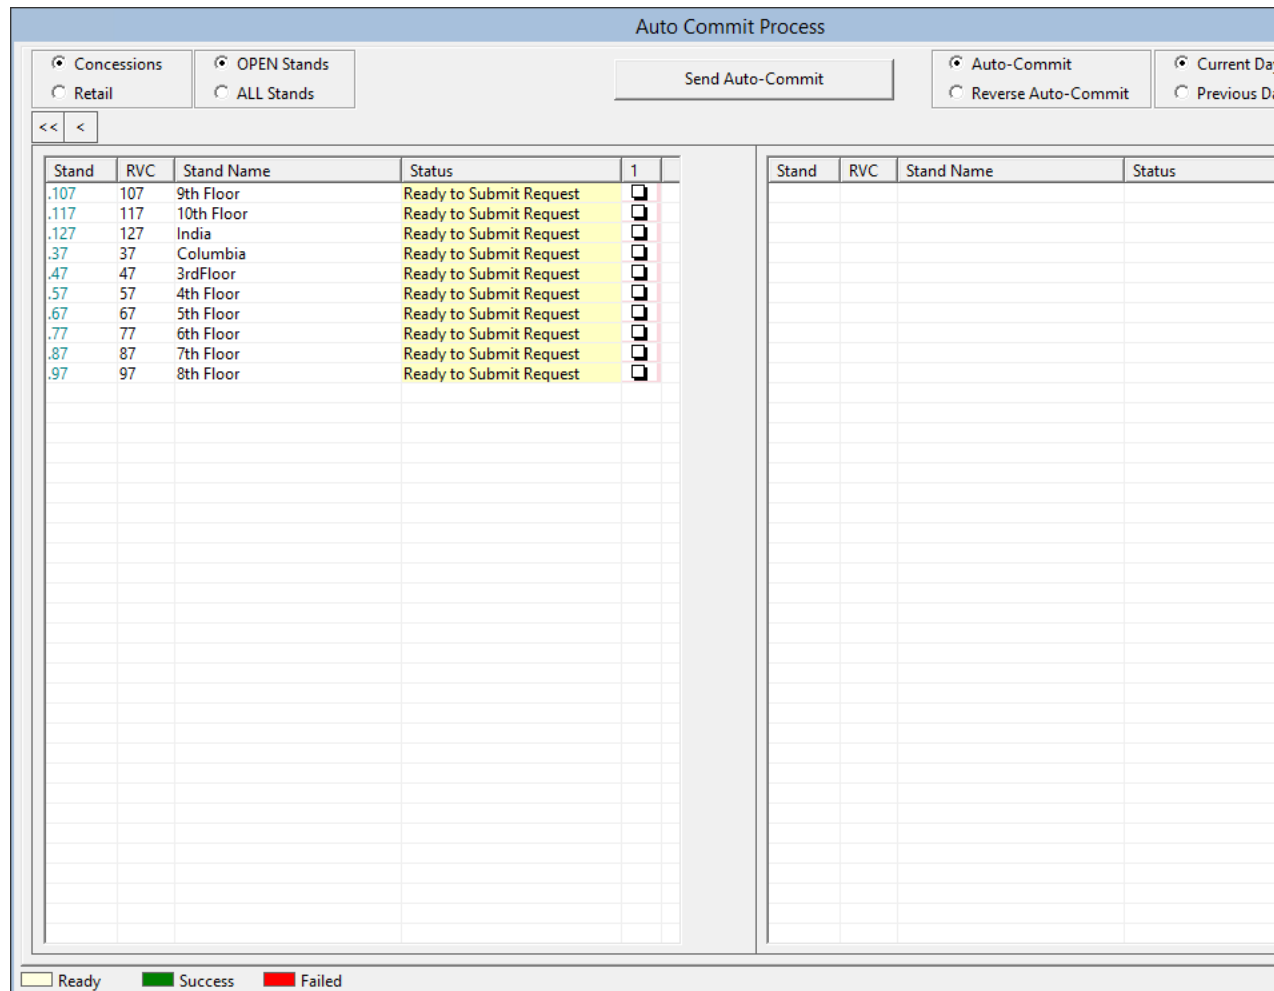 Auto Commit Process
Concessions
Retail
OPEN Stands
ALL Stands
Send Auto-Commit
Auto-Commit
Reverse Auto-Commit
Current Day
Previous Da
<< <
Stand RVC Stand Name Status 1
.107 107 9th Floor Ready to Submit Request
.117 117 10th Floor Ready to Submit Request
.127 127 India Ready to Submit Request
.37 37 Columbia Ready to Submit Request
.47 47 3rdFloor Ready to Submit Request
.57 57 4th Floor Ready to Submit Request
.67 67 5th Floor Ready to Submit Request
.77 77 6th Floor Ready to Submit Request
.87 87 7th Floor Ready to Submit Request
.97 97 8th Floor Ready to Submit Request
Stand RVC Stand Name Status
Ready Success Failed